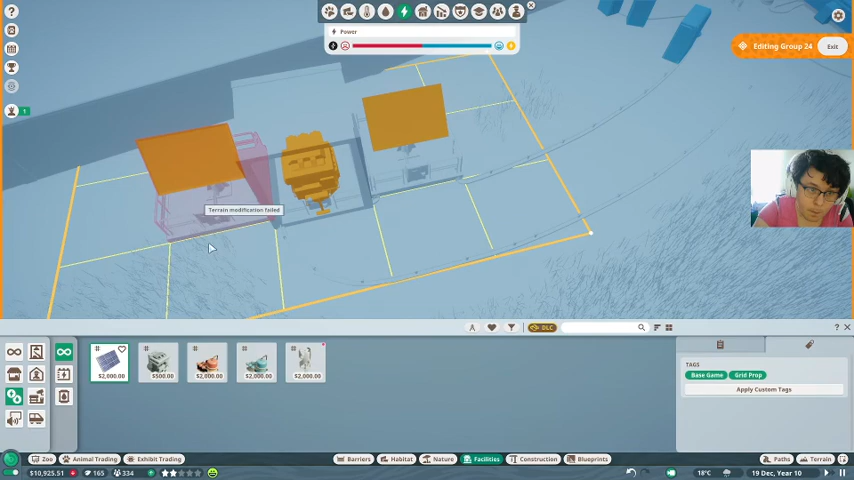 ?
1
Power
Editing Group 24
Exit
Terrain modification failed
DLC
?
$2,000.00
$500.00
$2,000.00
$2,000.00
$2,000.00
TAGS
Base Game
Grid Prop
Apply Custom Tags
Zoo
Animal Trading
Exhibit Trading
Barriers
Habitat
Nature
Facilities
Construction
Blueprints
Paths
Terrain
$10,925.51
165
334
18°C
19 Dec, Year 10